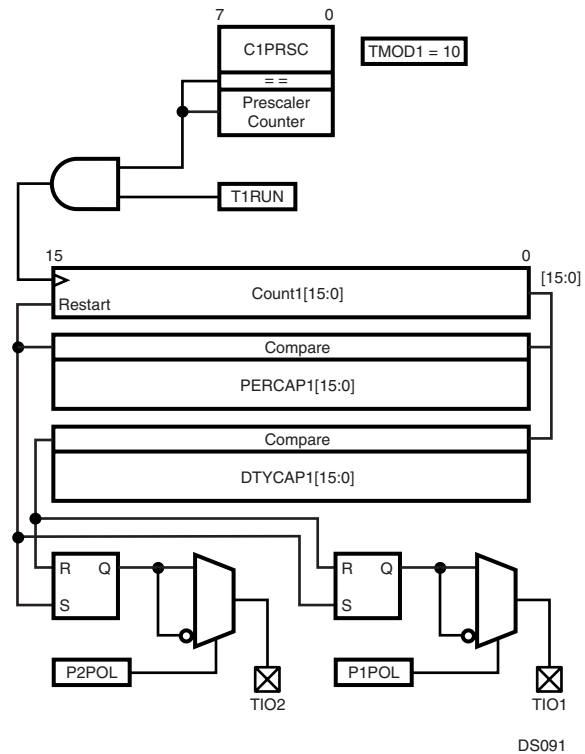 7 0
C1PRSC
TMOD1 = 10
= =
Prescaler
Counter
T1RUN
15 0
[15:0]
Count1[15:0]
Restart
Compare
PERCAP1[15:0]
Compare
DTYCAP1[15:0]
R Q
S
R Q
S
P2POL
TIO2
P1POL
TIO1
DS091